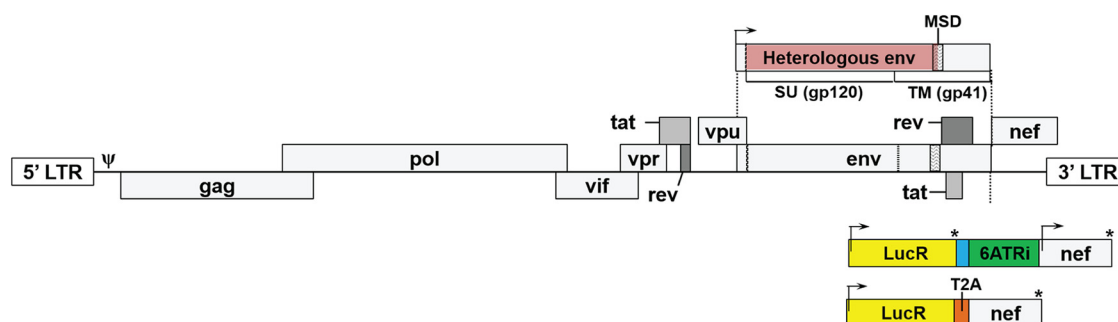 MSD
Heterologous env
SU (gp120) TM (gp41)
tat vpu rev nef
5' LTR ψ pol vpr env 3' LTR
gag vif rev tat
* *
LucR 6ATRi nef
T2A *
LucR nef